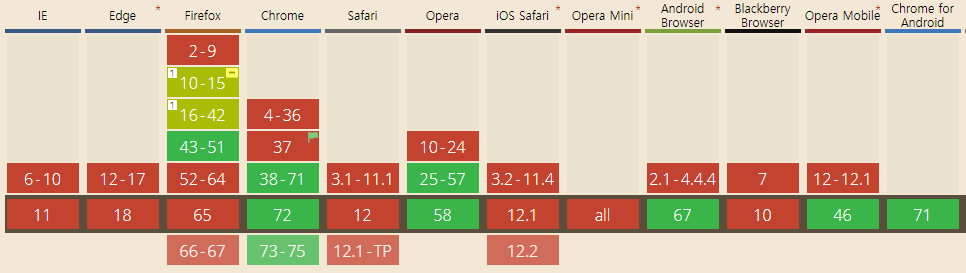 IE Edge * Firefox Chrome Safari Opera iOS Safari * Opera Mini * Android Browser * Blackberry Browser Opera Mobile * Chrome for Android
2-9
1 10-15 -
1 16-42 4-36
43-51 37 10-24
6-10 12-17 52-64 38-71 3.1-11.1 25-57 3.2-11.4 2.1-4.4.4 7 12-12.1
11 18 65 72 12 58 12.1 all 67 10 46 71
66-67 73-75 12.1-TP 12.2